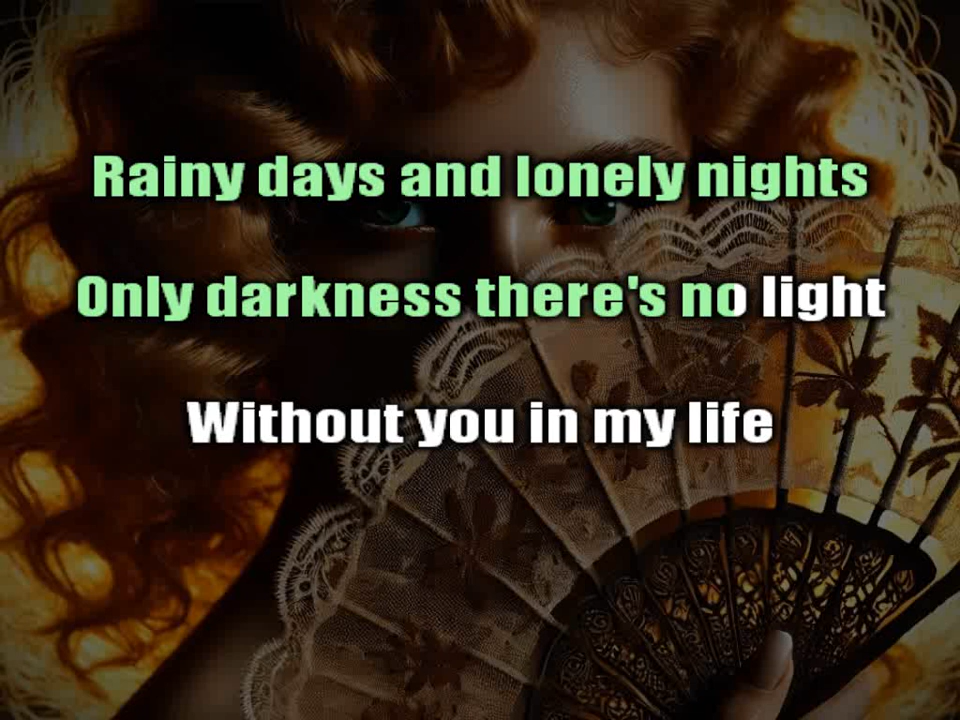 Rainy days and lonely nights
Only darkness there's no light
Without you in my life